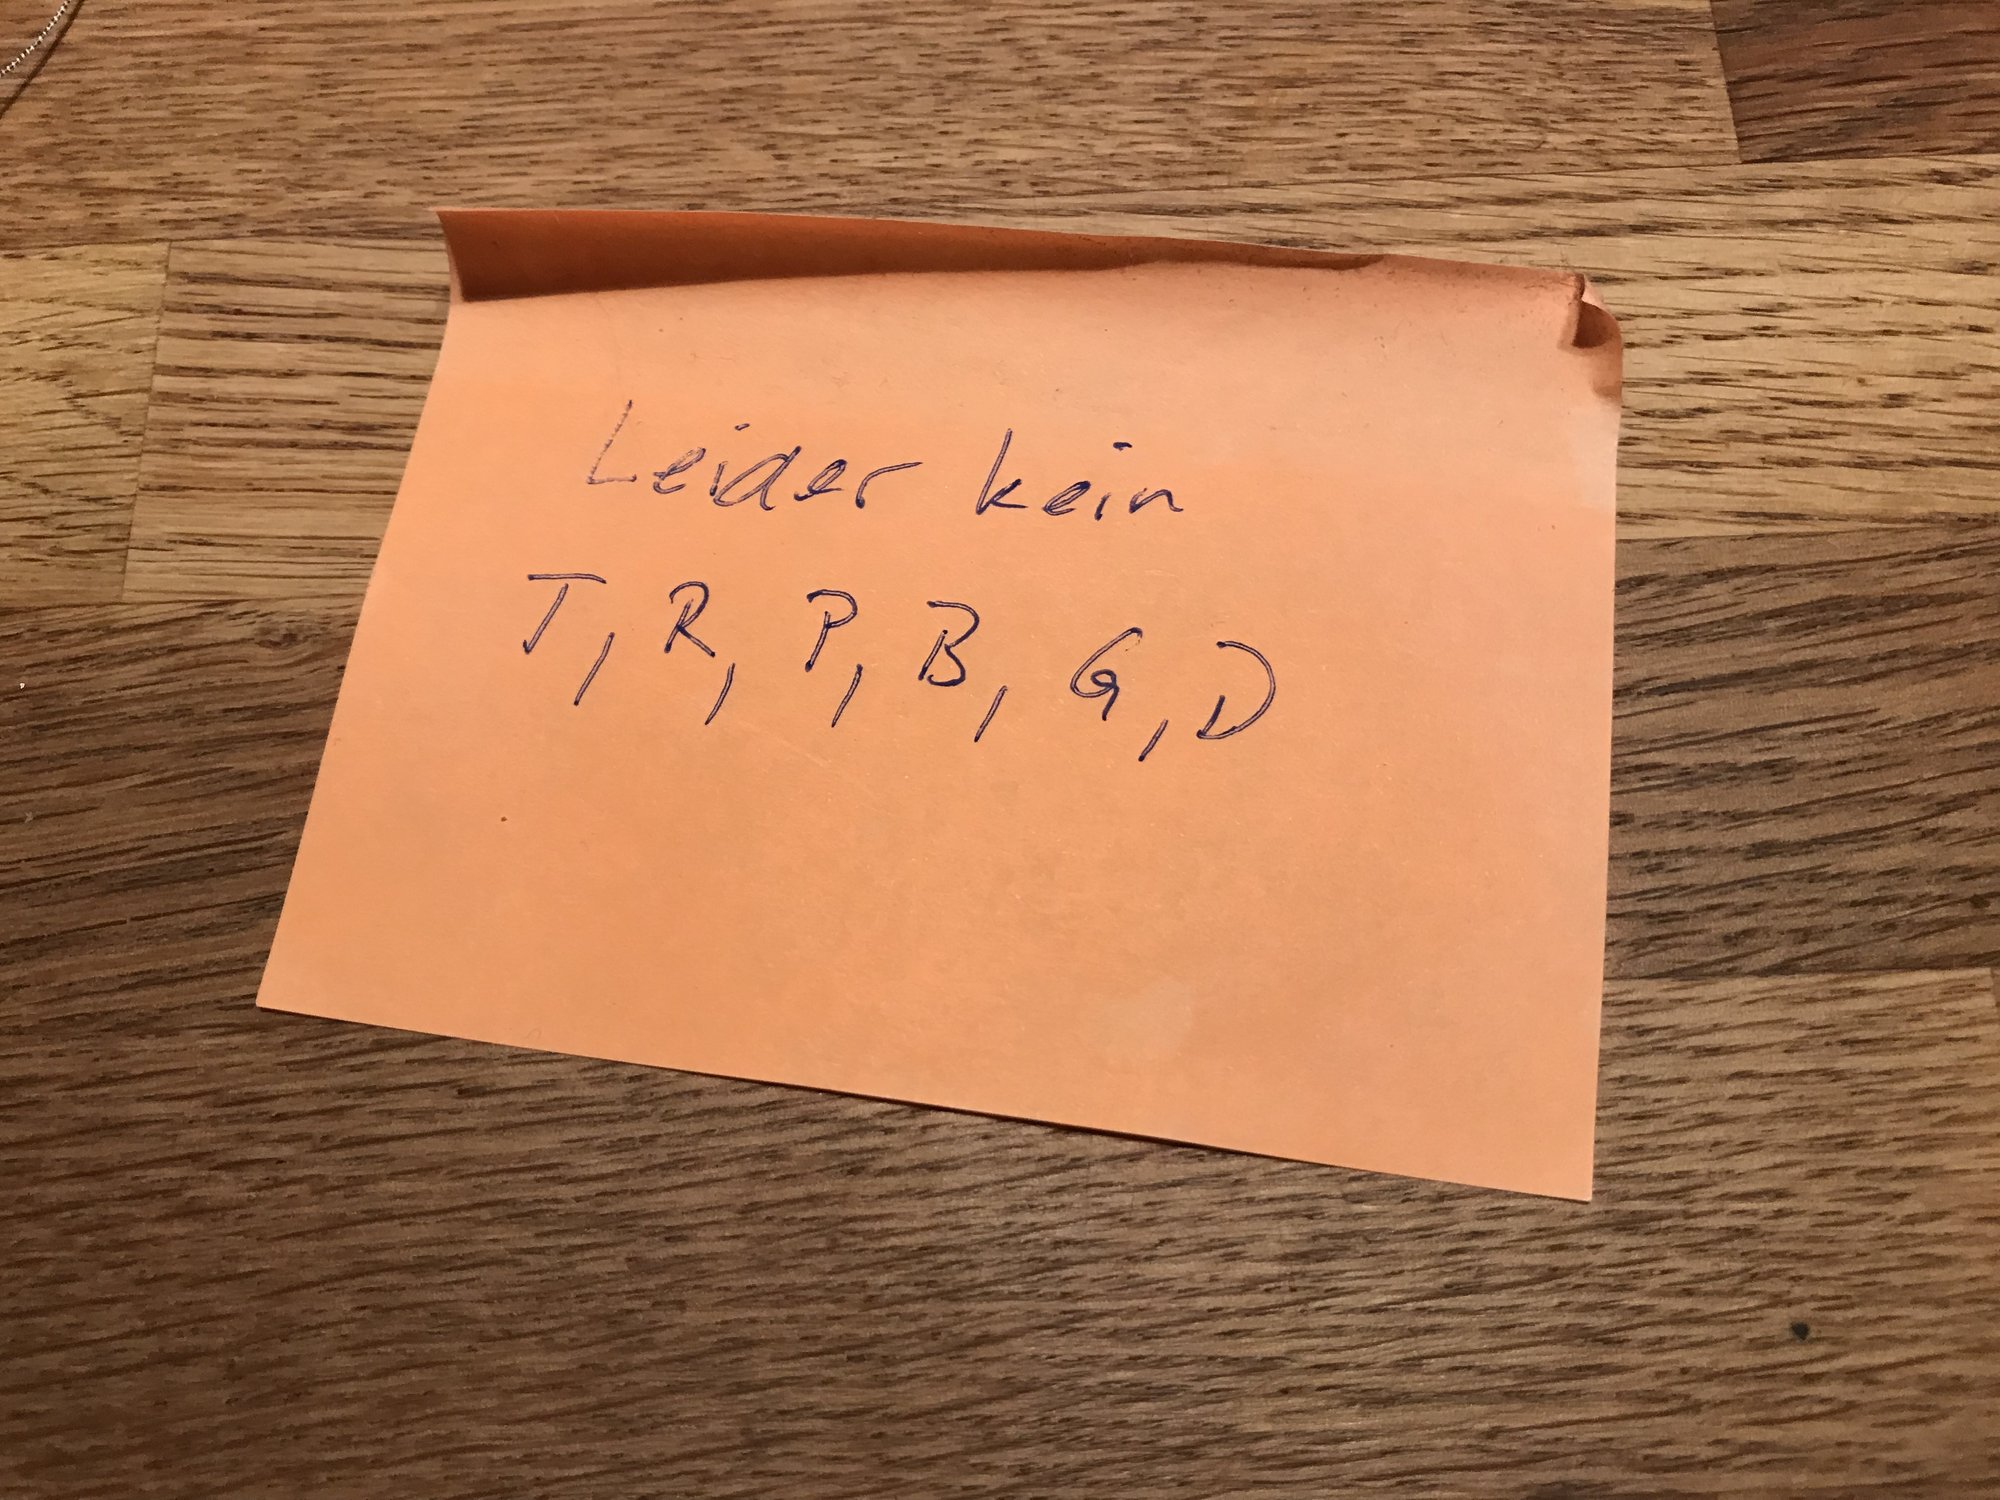 Leider kein
T, R, P, B, G, D